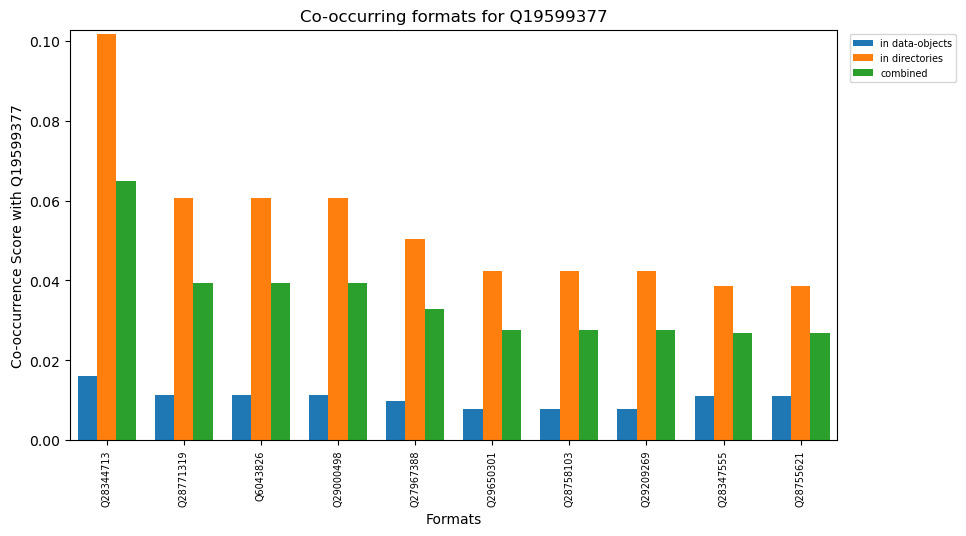 Co-occurring formats for Q19599377
Co-occurrence Score with Q19599377
0.10
0.08
0.06
0.04
0.02
0.00
in data-objects
in directories
combined
Q28344713
Q28771319
Q6043826
Q29000498
Q27967388
Q29650301
Q28758103
Q29209269
Q28347555
Q28755621
Formats